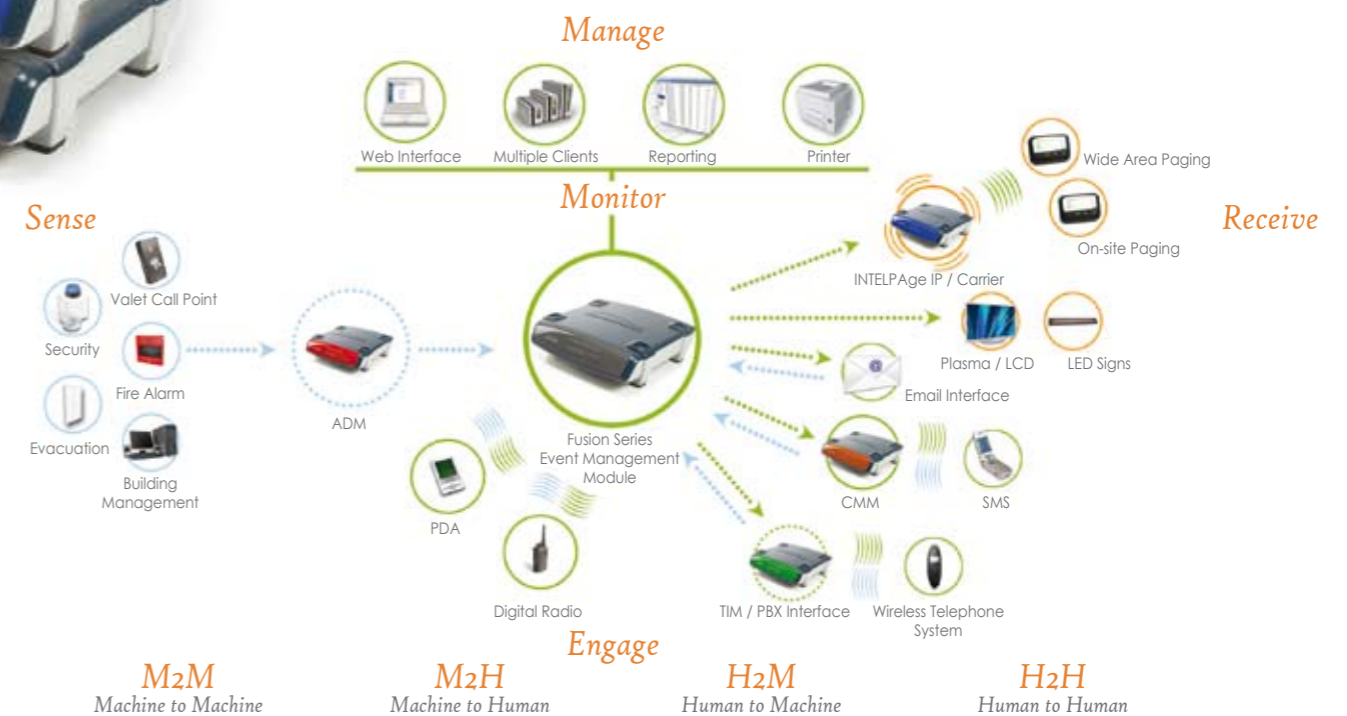 Manage
Web Interface
Multiple Clients
Reporting
Printer
Monitor
Sense
Receive
Valet Call Point
Security
Fire Alarm
Evacuation
Building
Management
ADM
Fusion Series
Event Management
Module
PDA
Digital Radio
Wide Area Paging
On-site Paging
INTELPAge IP / Carrier
Plasma / LCD
LED Signs
@
Email Interface
CMM
SMS
TIM / PBX Interface
Wireless Telephone
System
Engage
M2M
Machine to Machine
M2H
Machine to Human
H2M
Human to Machine
H2H
Human to Human